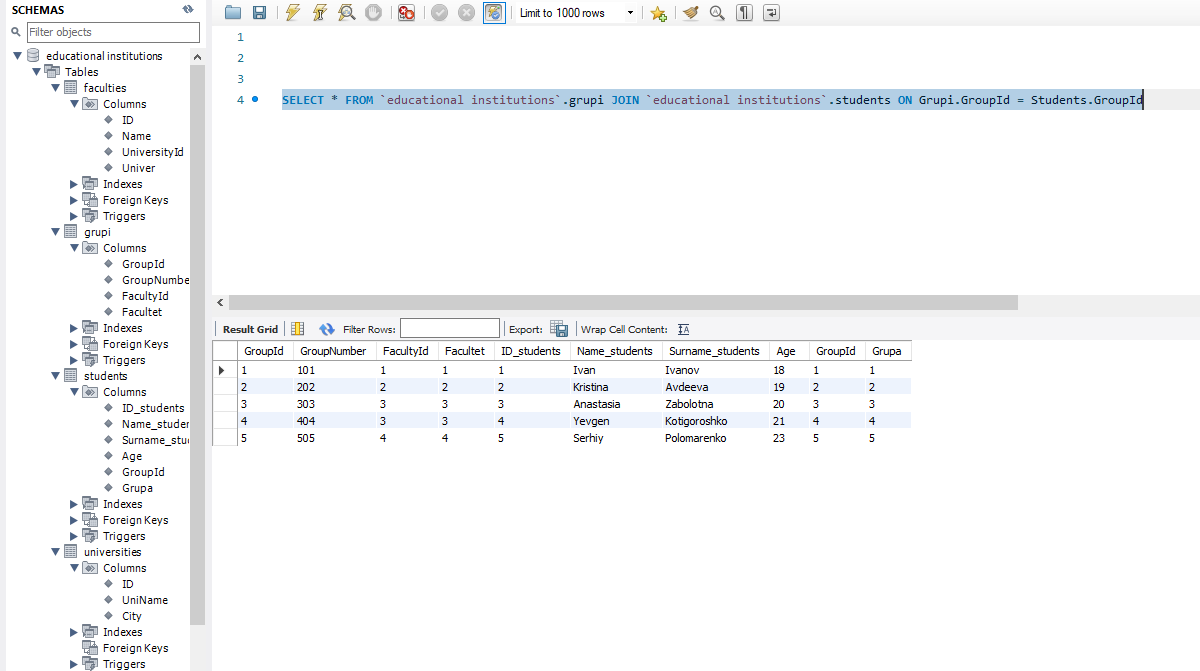 SCHEMAS
Filter objects
educational institutions
Tables
faculties
Columns
ID
Name
UniversityId
Univer
Indexes
Foreign Keys
Triggers
grupi
Columns
GroupId
GroupNumbe
FacultyId
Facultet
Indexes
Foreign Keys
Triggers
students
Columns
ID_students
Name_studer
Surname_stu
Age
GroupId
Grupa
Indexes
Foreign Keys
Triggers
universities
Columns
ID
UniName
City
Indexes
Foreign Keys
Triggers
Limit to 1000 rows
1
2
3
4 SELECT * FROM `educational institutions`.grupi JOIN `educational institutions`.students ON Grupi.GroupId = Students.GroupId
Result Grid Filter Rows: Export: Wrap Cell Content: IA
GroupId GroupNumber FacultyId Facultet ID_students Name_students Surname_students Age GroupId Grupa
1 101 1 1 1 Ivan Ivanov 18 1 1
2 202 2 2 2 Kristina Avdeeva 19 2 2
3 303 3 3 3 Anastasia Zabolotna 20 3 3
4 404 3 3 4 Yevgen Kotigoroshko 21 4 4
5 505 4 4 5 Serhiy Polomarenko 23 5 5